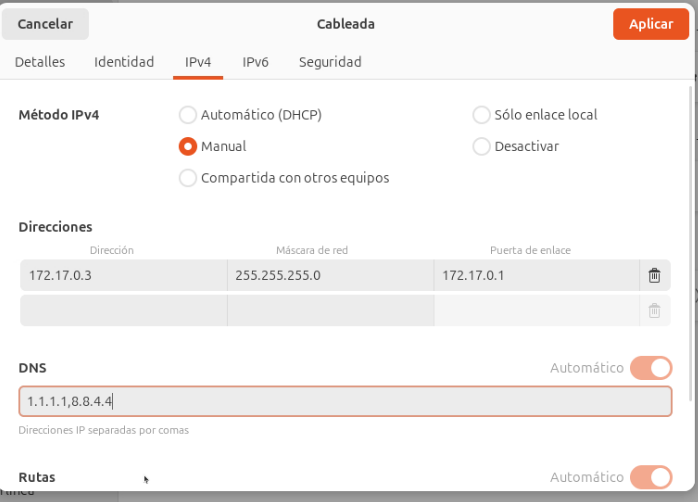 Cancelar Cableada Aplicar
Detalles Identidad IPv4 IPv6 Seguridad
Método IPv4 Automático (DHCP) Sólo enlace local
Manual Desactivar
Compartida con otros equipos
Direcciones
Dirección Máscara de red Puerta de enlace
172.17.0.3 255.255.255.0 172.17.0.1
DNS Automático
1.1.1.1,8.8.4.4
Direcciones IP separadas por comas
Rutas Automático